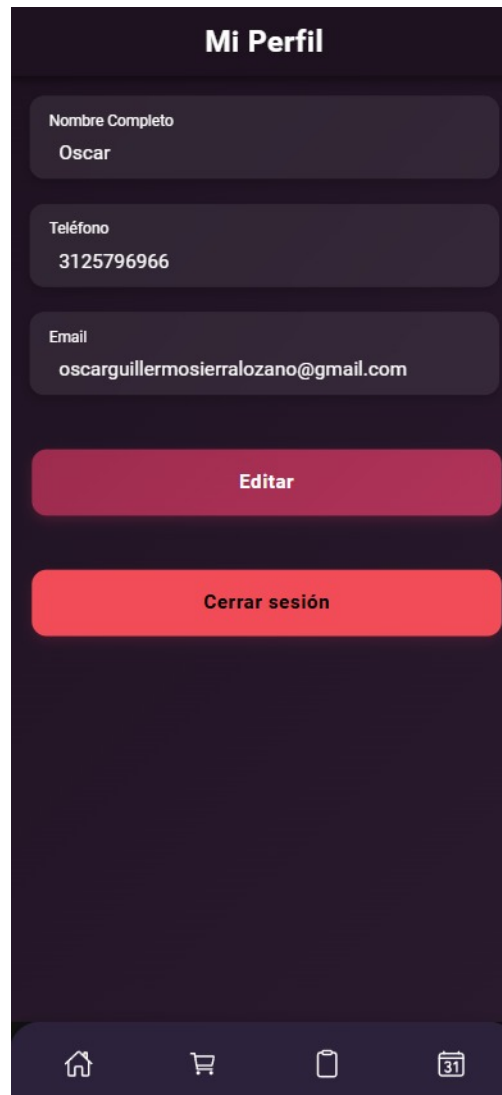 Mi Perfil
Nombre Completo
Oscar
Teléfono
3125796966
Email
oscarguillermosierralozano@gmail.com
Editar
Cerrar sesión
31